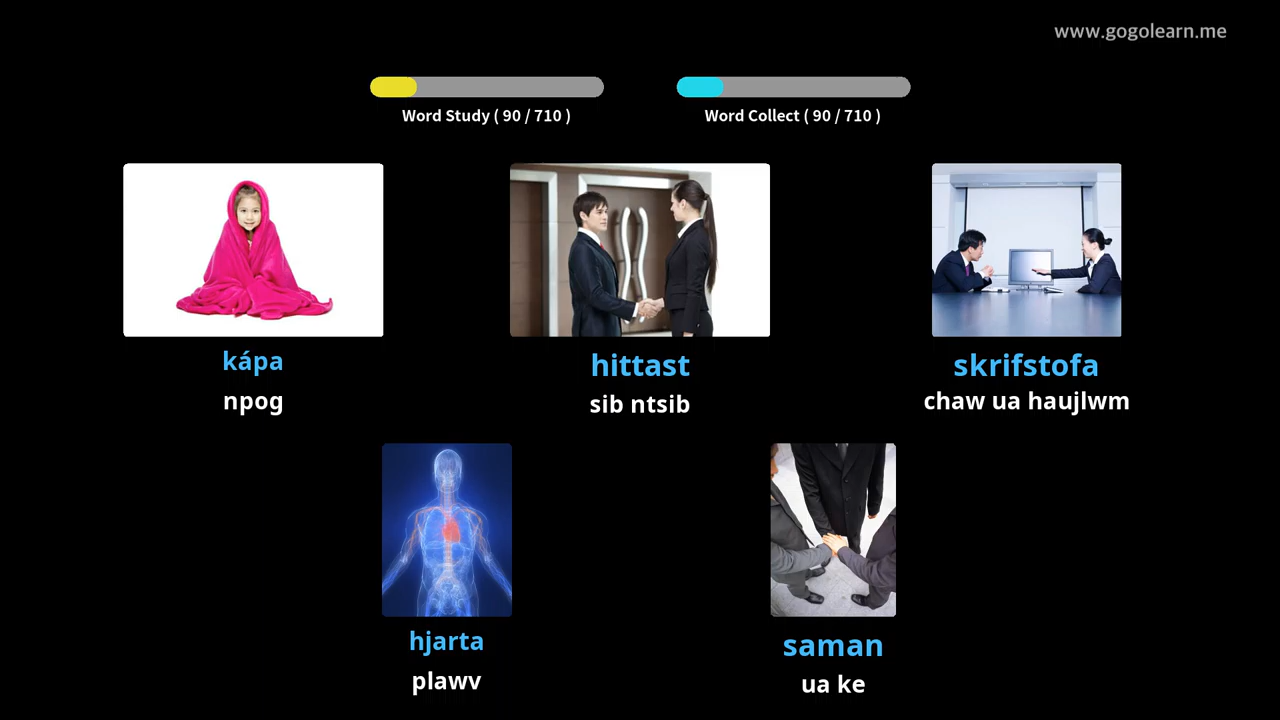 www.gogolearn.me
Word Study ( 90 / 710 )
Word Collect ( 90 / 710 )
kápa
npog
hittast
sib ntsib
skrifstofa
chaw ua haujlwm
hjarta
plawv
saman
ua ke